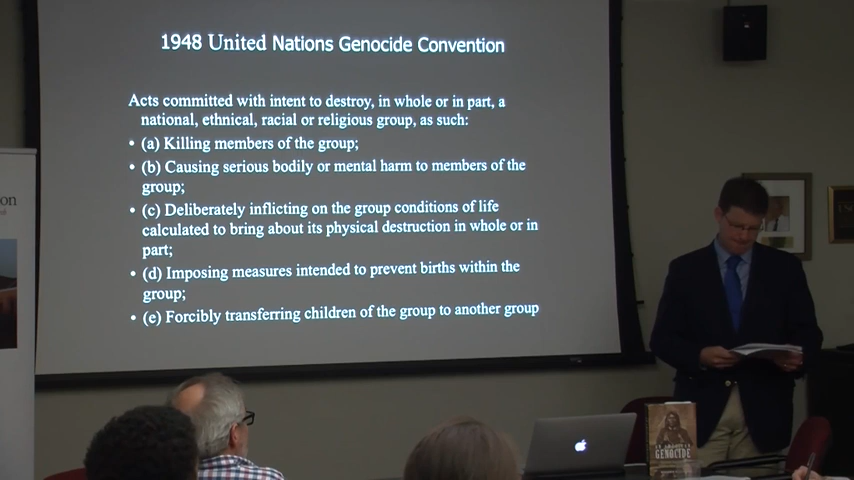 1948 United Nations Genocide Convention
Acts committed with intent to destroy, in whole or in part, a
national, ethnical, racial or religious group, as such:
• (a) Killing members of the group;
• (b) Causing serious bodily or mental harm to members of the
group;
• (c) Deliberately inflicting on the group conditions of life
calculated to bring about its physical destruction in whole or in
part;
• (d) Imposing measures intended to prevent births within the
group;
• (e) Forcibly transferring children of the group to another group
on
GENOCIDE